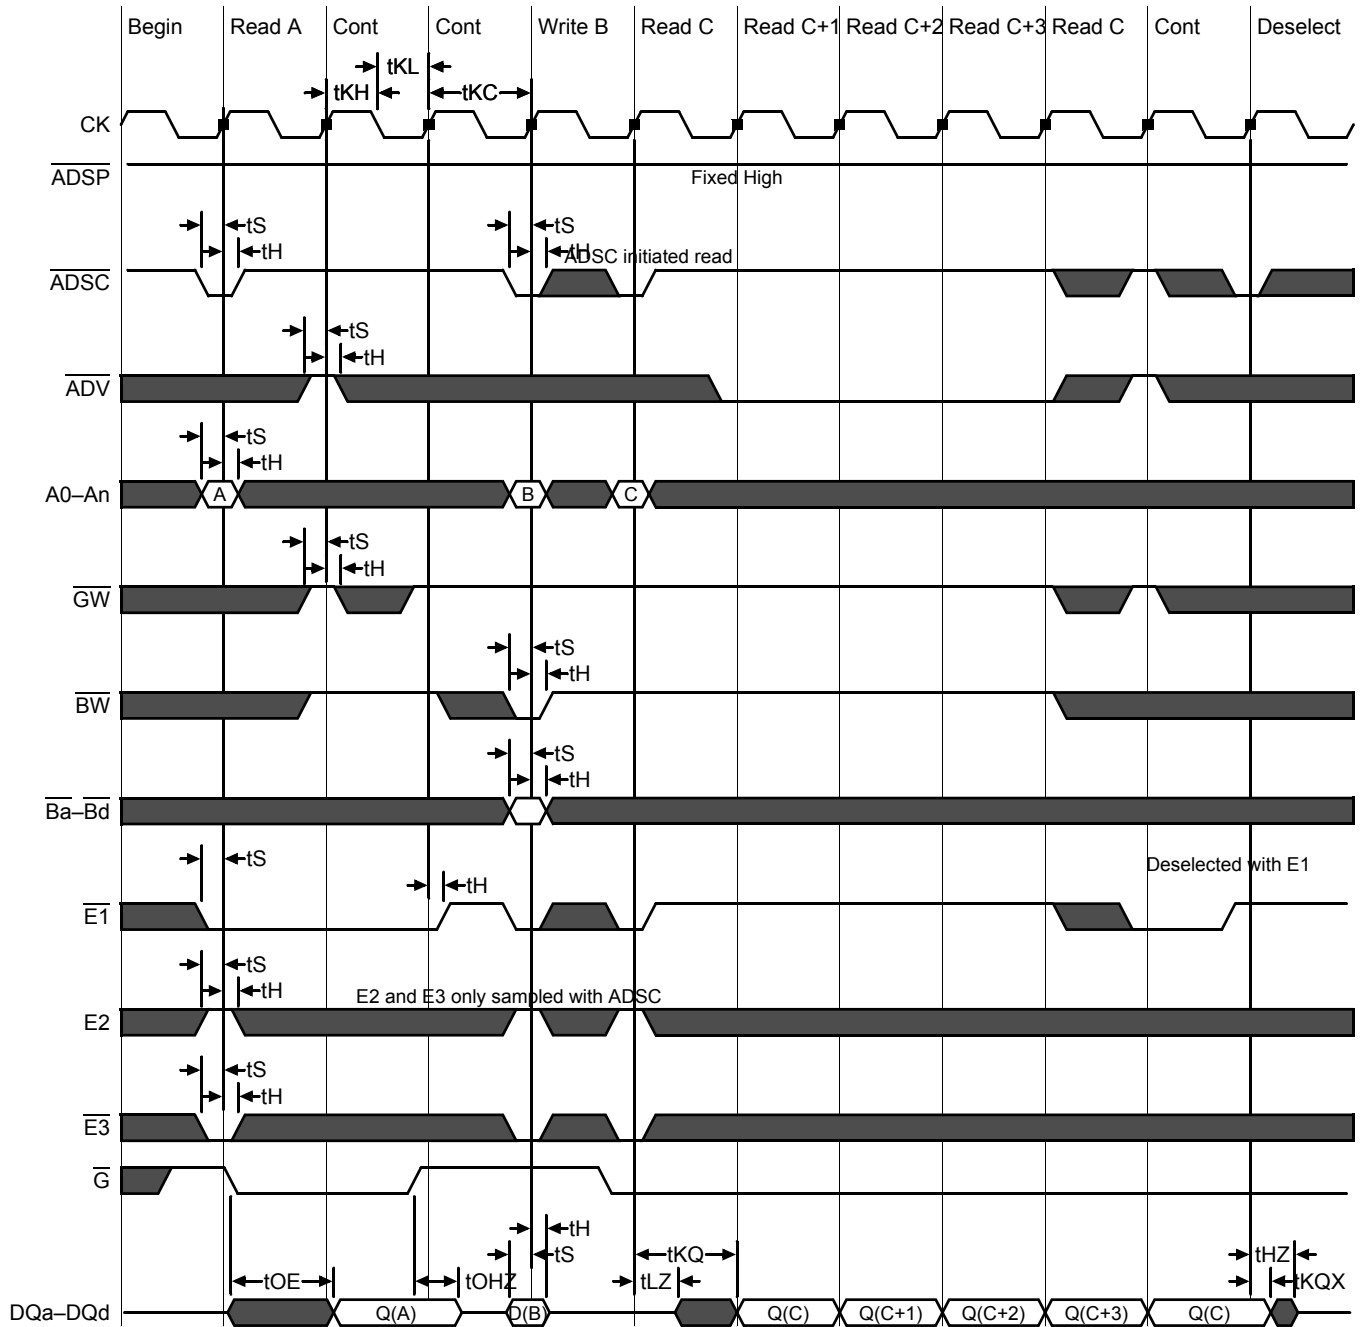 Begin Read A Cont Cont Write B Read C Read C+1 Read C+2 Read C+3 Read C Cont Deselect
tKL
tKH tKC
CK
ADSP
Fixed High
tS tS
tH tH
ADSC initiated read
ADSC
tS
tH
ADV
tS
tH
A0–An A B C
tS
tH
GW
tS
tH
BW
tS
tH
Ba–Bd
tS
Deselected with E1
tH
E1
tS
tH
E2 and E3 only sampled with ADSC
E2
tS
tH
E3
G
tH
tS tKQ tHZ
tOE tOHZ tLZ tKQX
DQa–DQd Q(A) D(B) Q(C) Q(C+1) Q(C+2) Q(C+3) Q(C)